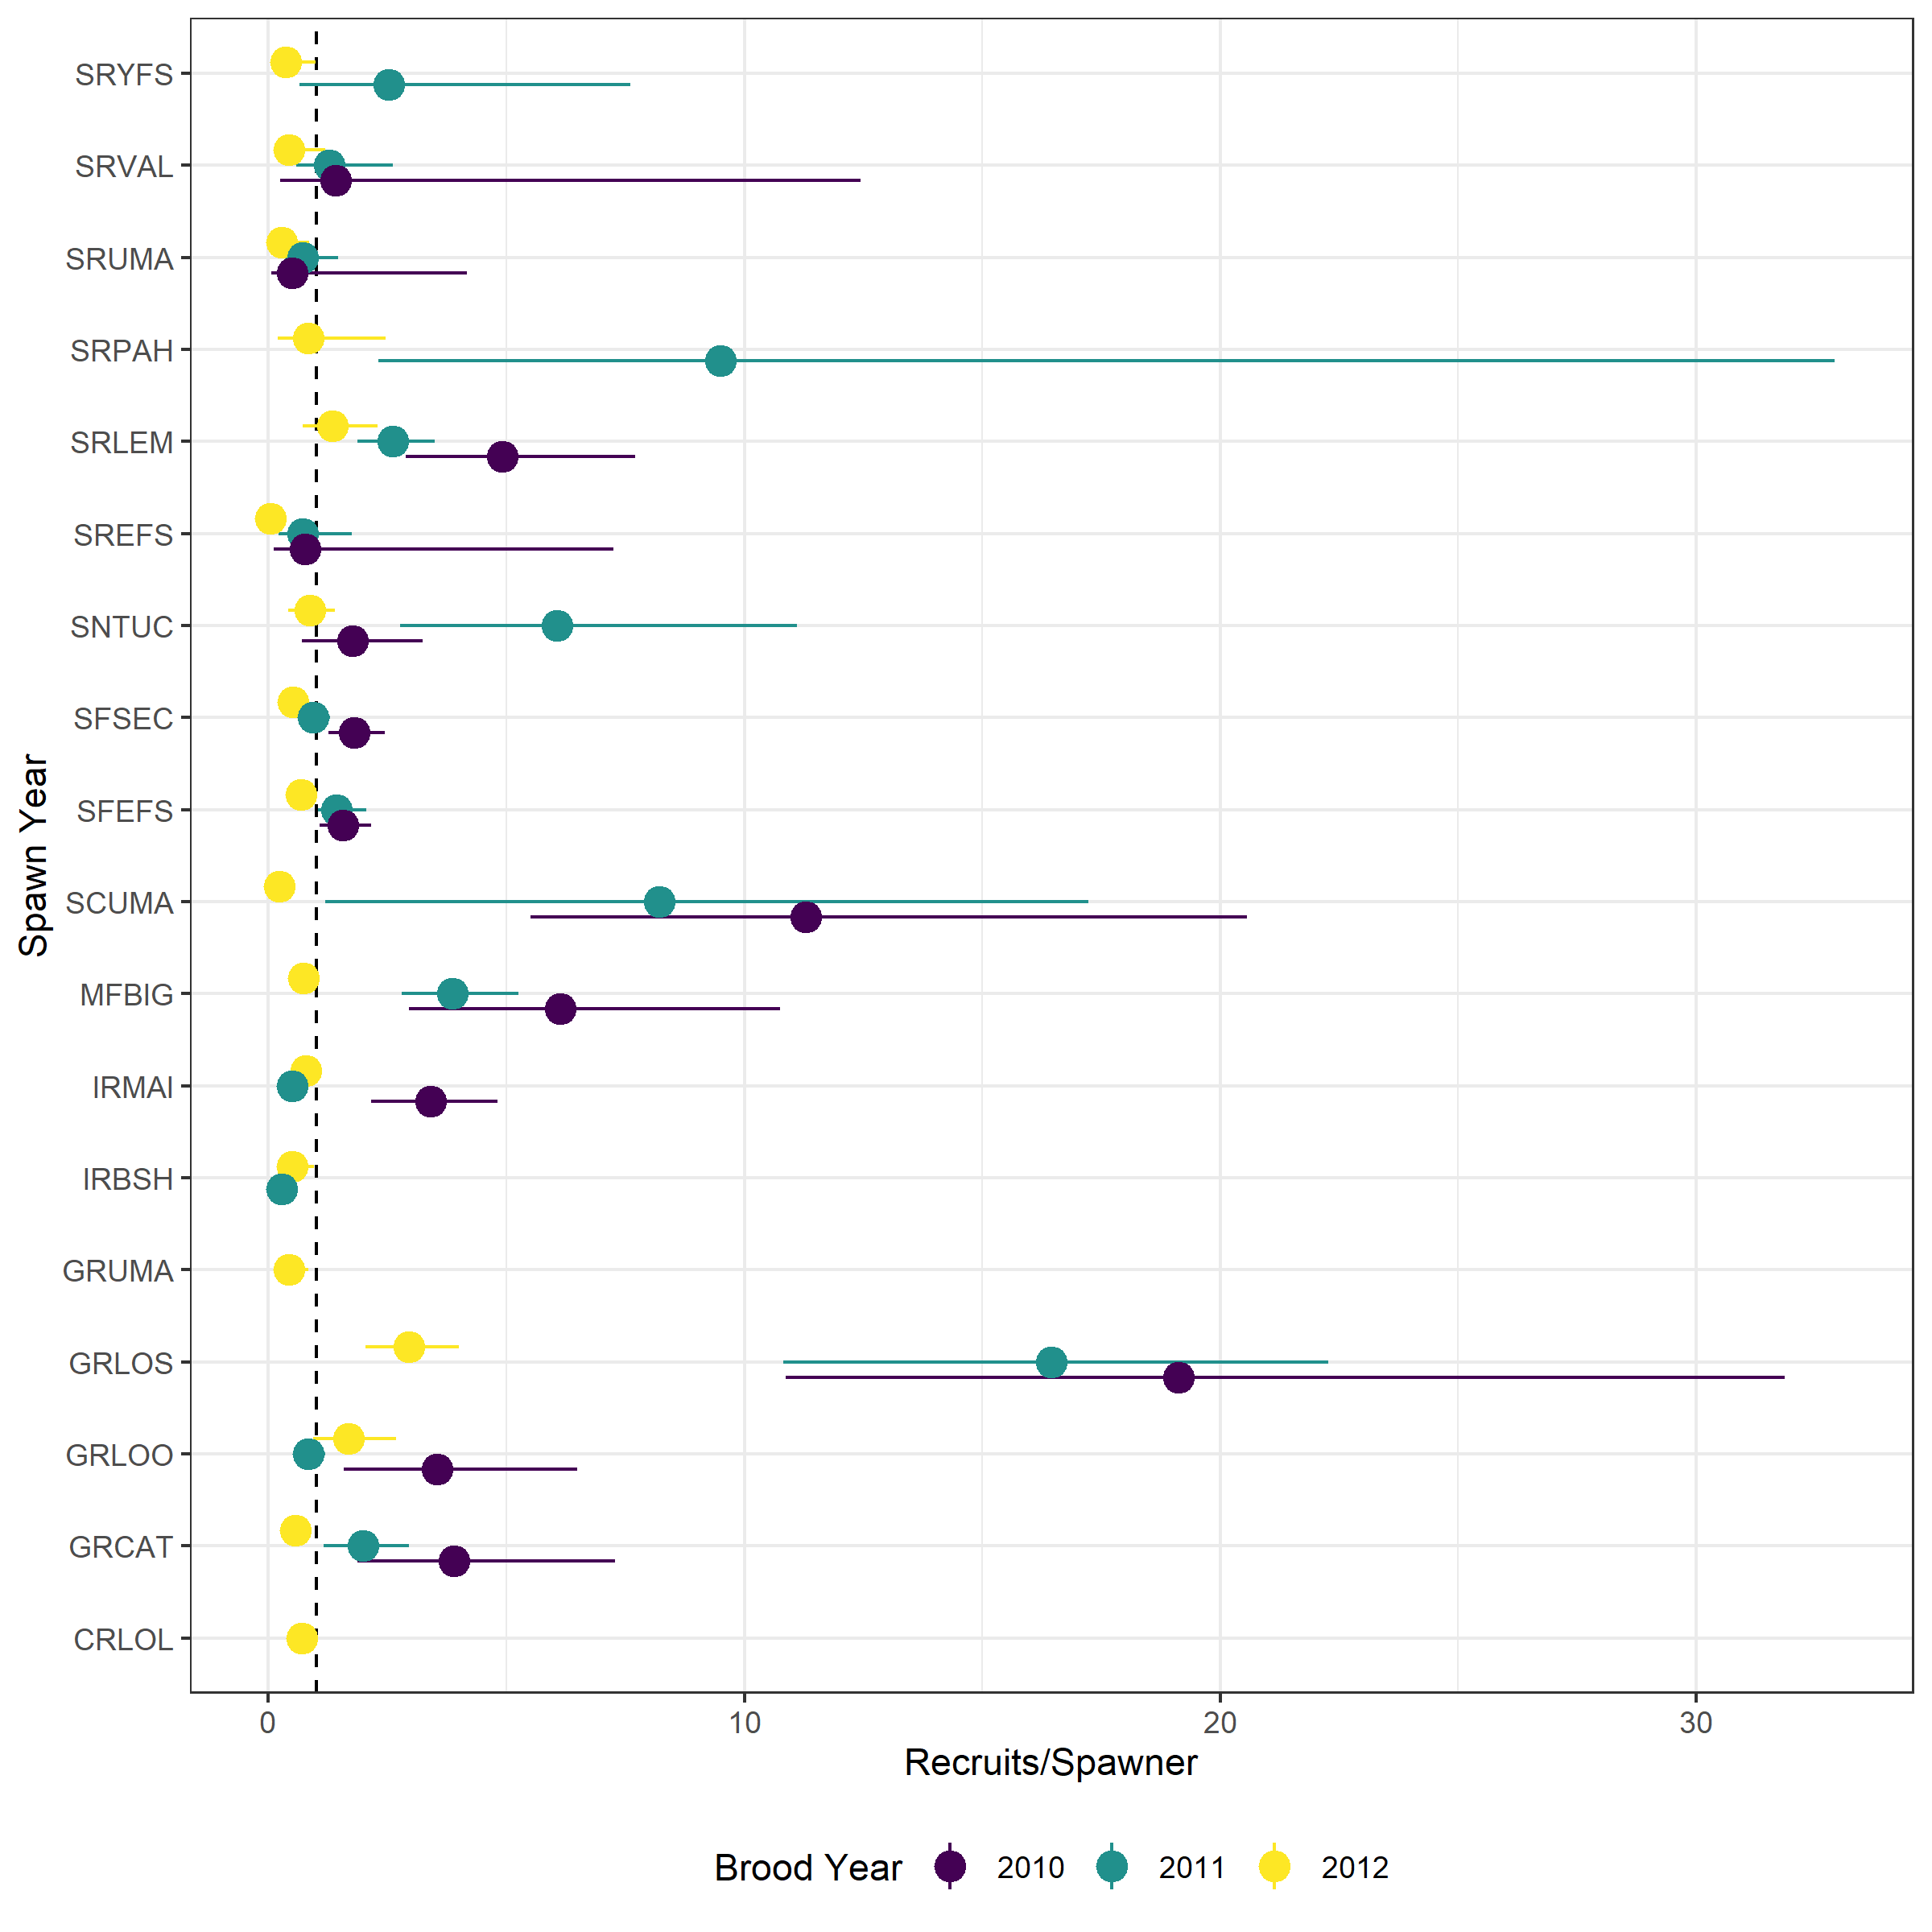 SRYFS
SRVAL
SRUMA
SRPAH
SRLEM
SREFS
SNTUC
SFSEC
SFEFS
SCUMA
MFBIG
IRMAI
IRBSH
GRUMA
GRLOS
GRLOO
GRCAT
CRLOL
Spawn Year
0 10 20 30
Recruits/Spawner
Brood Year 2010 2011 2012